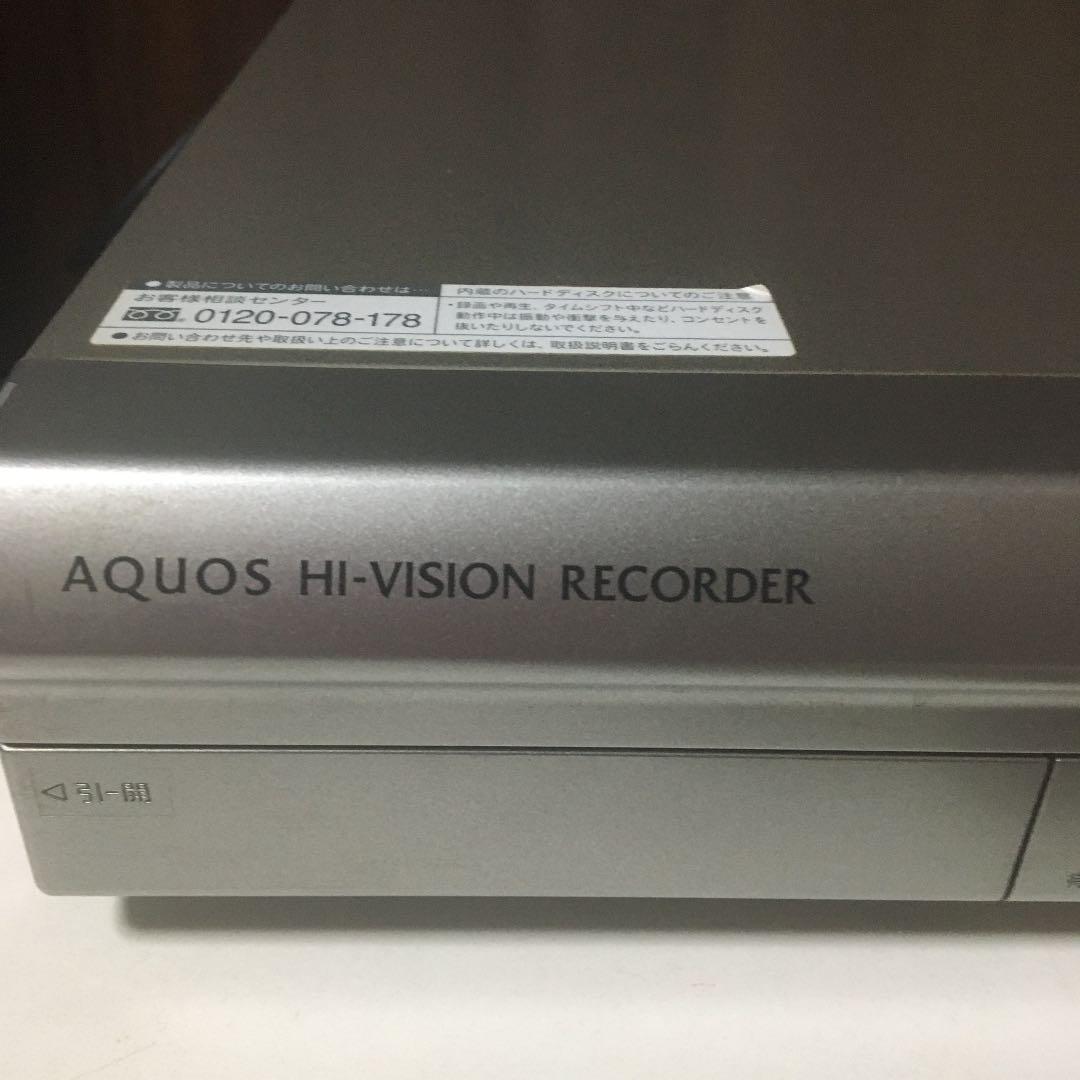 ●製品についてのお問い合わせは…
お客様相談センター
0120-078-178
内蔵のハードディスクについてのご注意
・録画や再生、タイムシフト中などハードディスク
動作中は振動や衝撃を与えたり、コンセントを
抜いたりしないでください。
●お問い合わせ先や取扱い上のご注意について詳しくは、取扱説明書をごらんください。
AQUOS HI-VISION RECORDER
◁ 引-開